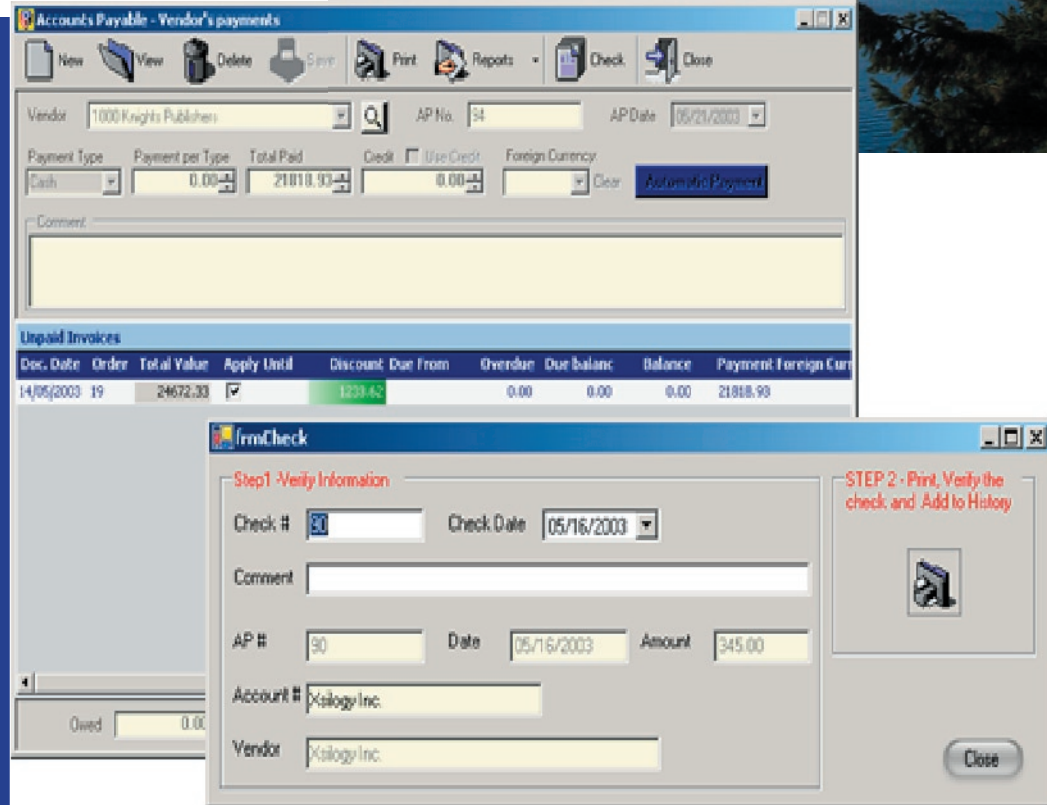 Accounts Payable - Vendor's payments
New View Delete Save Print Reports Check Close
Vendor 1000 Knights Publishers AP No. 94 AP Date 05/21/2003
Payment Type Payment per Type Total Paid Credit Use Credit Foreign Currency
Cash 0.00 21818.93 0.00 Clear Automatic Payment
Comment
Unpaid Invoices
Doc. Date Order Total Value Apply Until Discount Due From Overdue Due balanc Balance Payment Foreign Curr
14/05/2003 19 24672.33 1233.62 0.00 0.00 0.00 21818.93
Owed 0.00
frmCheck
Step1 -Verify Information
Check # 90 Check Date 05/16/2003
Comment
AP # 90 Date 05/16/2003 Amount 345.00
Account # Xsilogy Inc.
Vendor Xsilogy Inc.
STEP 2 - Print, Verify the
check and Add to History
Close